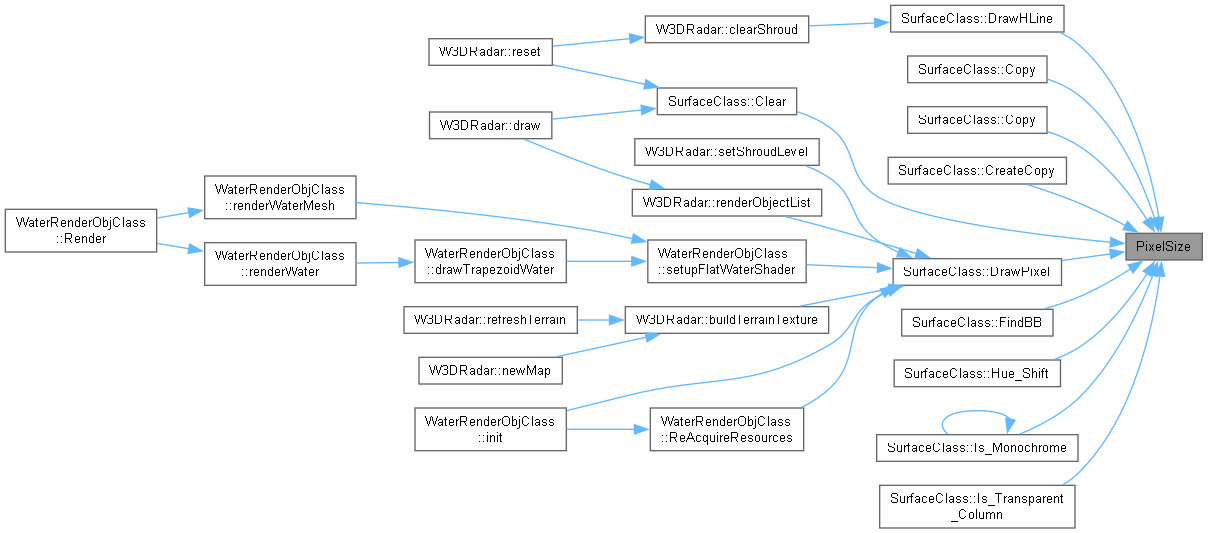 SurfaceClass::DrawHLine
W3DRadar::clearShroud
W3DRadar::reset
SurfaceClass::Copy
SurfaceClass::Clear
SurfaceClass::Copy
W3DRadar::draw
W3DRadar::setShroudLevel
SurfaceClass::CreateCopy
WaterRenderObjClass
::renderWaterMesh
W3DRadar::renderObjectList
WaterRenderObjClass
::Render
PixelSize
WaterRenderObjClass
::renderWater
WaterRenderObjClass
::drawTrapezoidWater
WaterRenderObjClass
::setupFlatWaterShader
SurfaceClass::DrawPixel
W3DRadar::refreshTerrain
W3DRadar::buildTerrainTexture
SurfaceClass::FindBB
W3DRadar::newMap
SurfaceClass::Hue_Shift
WaterRenderObjClass
::init
WaterRenderObjClass
::ReAcquireResources
SurfaceClass::Is_Monochrome
SurfaceClass::Is_Transparent
_Column